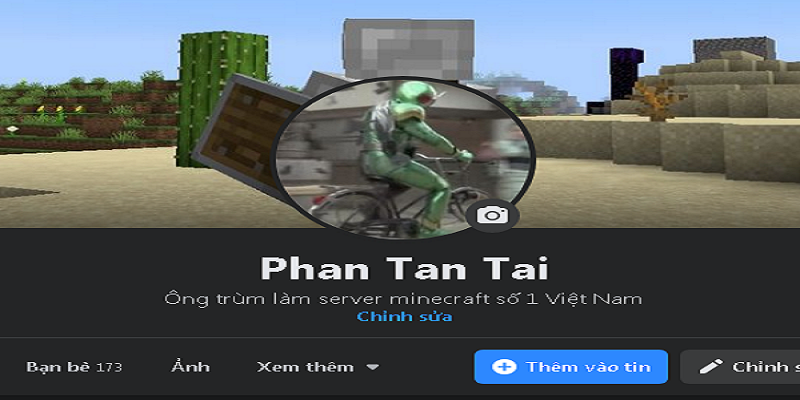 Phan Tan Tai
Ông trùm làm server minecraft số 1 Việt Nam
Chỉnh sửa
Bạn bè 173 Ảnh Xem thêm Thêm vào tin Chỉnh s